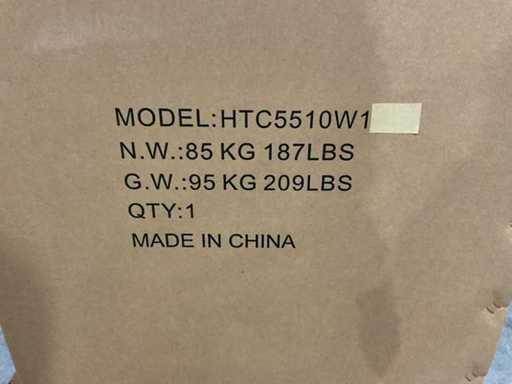 MODEL:HTC5510W1
N.W.:85 KG 187LBS
G.W.:95 KG 209LBS
QTY:1
MADE IN CHINA